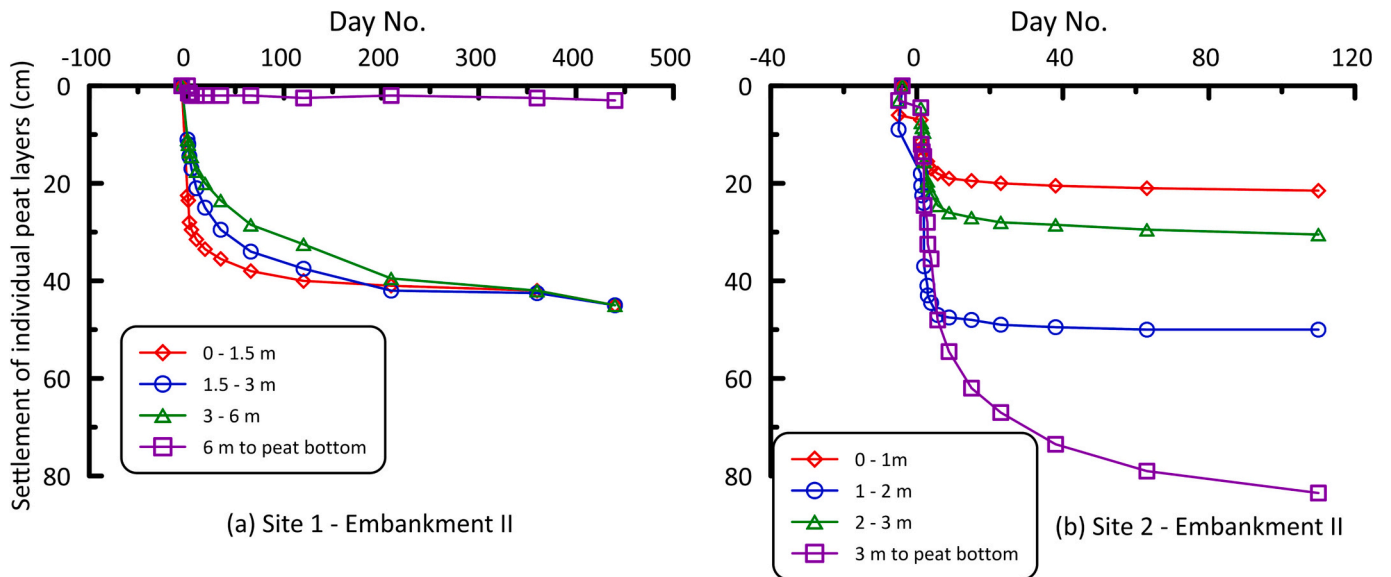 Day No.
-100 0 100 200 300 400 500
Settlement of individual peat layers (cm)
0
20
40
60
80
0 - 1.5 m
1.5 - 3 m
3 - 6 m
6 m to peat bottom
(a) Site 1 - Embankment II
Day No.
-40 0 40 80 120
0
20
40
60
80
0 - 1m
1 - 2 m
2 - 3 m
3 m to peat bottom
(b) Site 2 - Embankment II